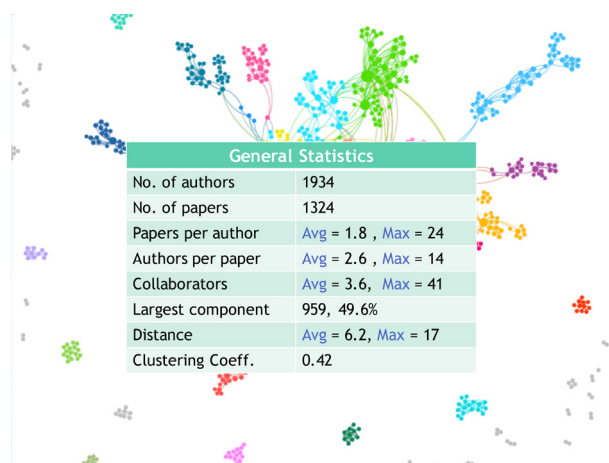 General Statistics
No. of authors 1934
No. of papers 1324
Papers per author Avg = 1.8 , Max = 24
Authors per paper Avg = 2.6 , Max = 14
Collaborators Avg = 3.6, Max = 41
Largest component 959, 49.6%
Distance Avg = 6.2, Max = 17
Clustering Coeff. 0.42